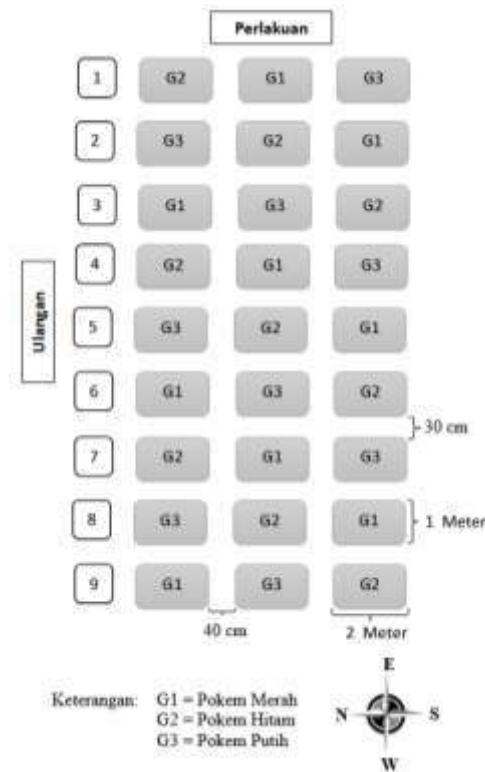 Perlakuan
1 G2 G1 G3
2 G3 G2 G1
3 G1 G3 G2
Ulangan
4 G2 G1 G3
5 G3 G2 G1
6 G1 G3 G2
30 cm
7 G2 G1 G3
8 G3 G2 G1 1 Meter
9 G1 G3 G2
40 cm 2 Meter
Keterangan: G1 = Pokem Merah
G2 = Pokem Hitam
G3 = Pokem Putih
E
N S
W